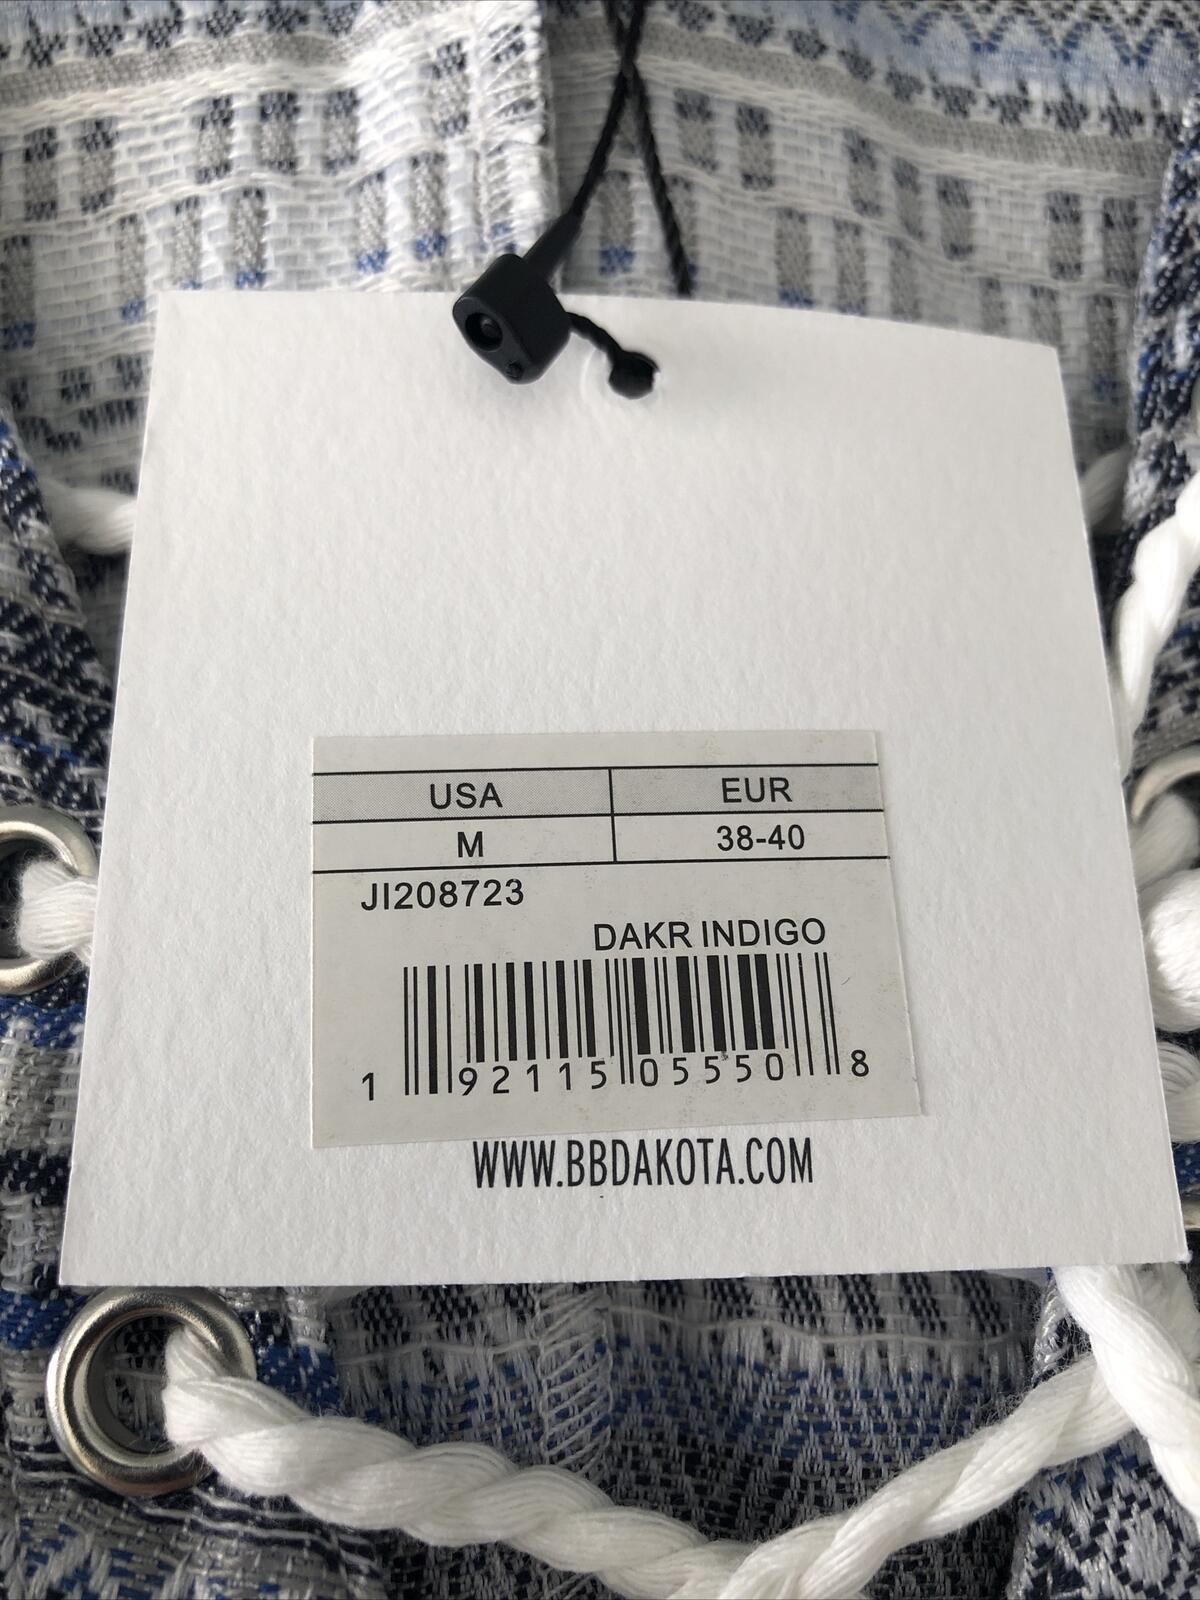 USA EUR
M 38-40
JI208723
DAKR INDIGO
1 92115 05550 8
WWW.BBDAKOTA.COM